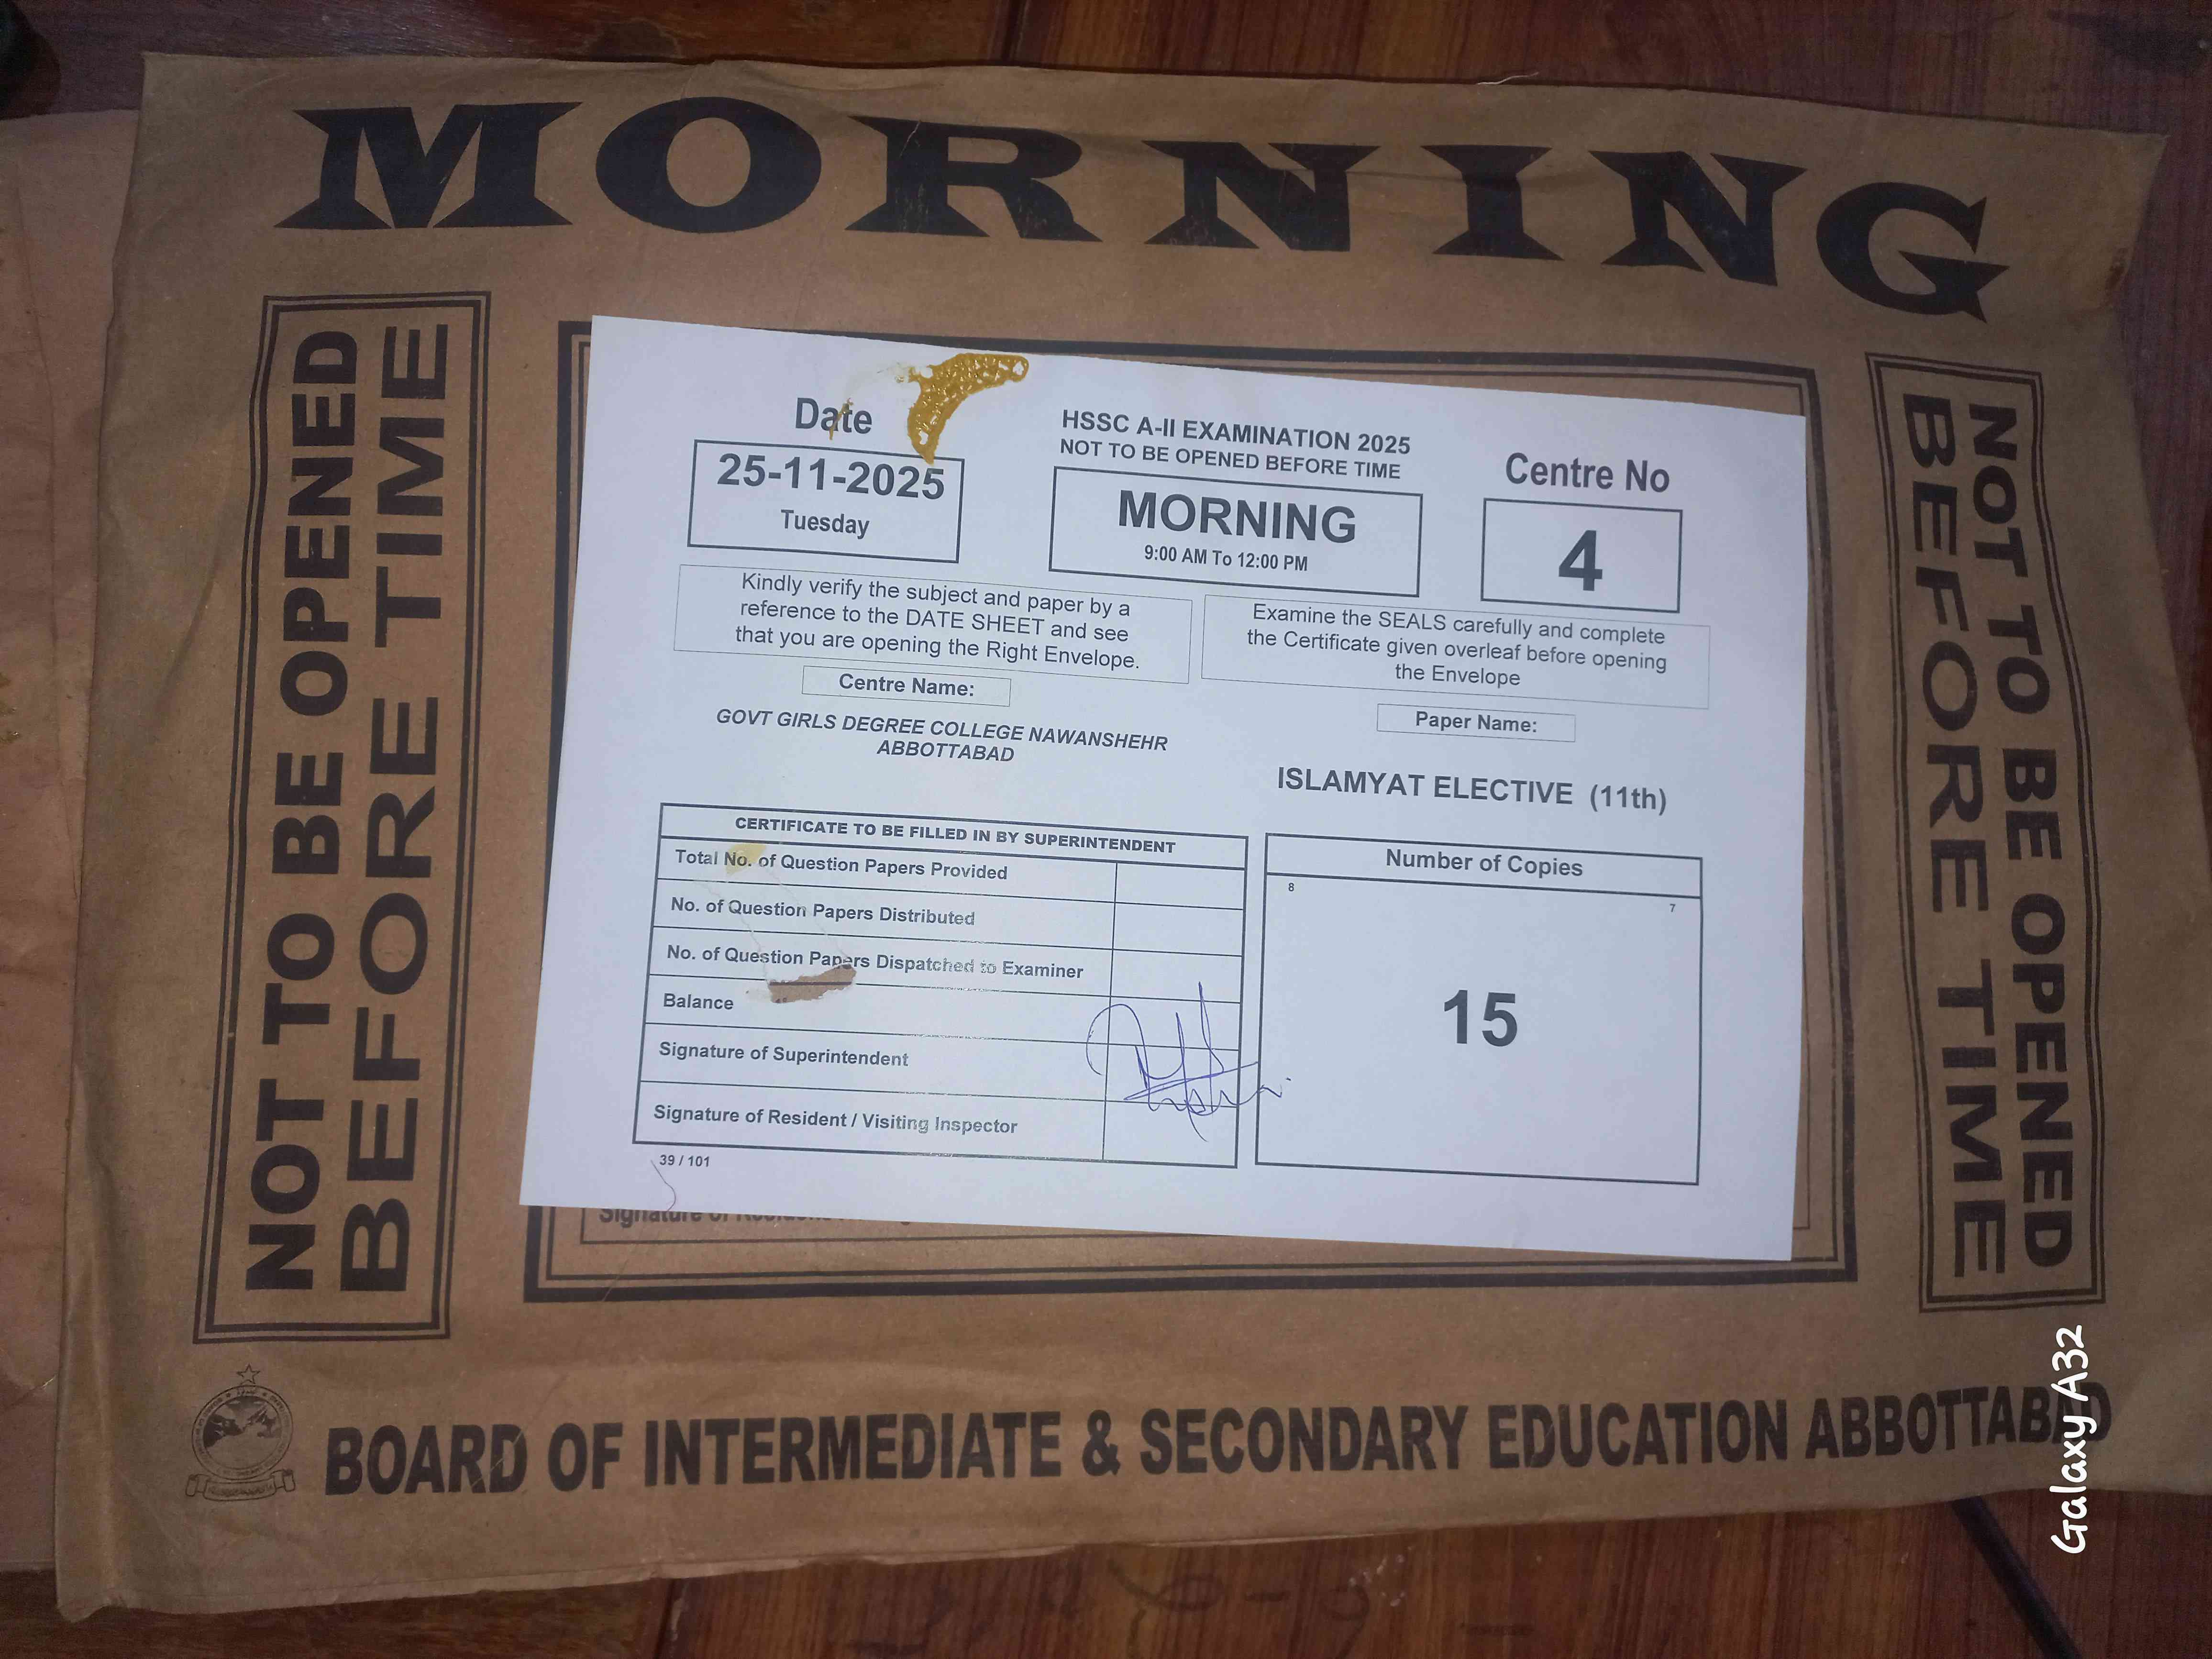 MORNING
NOT TO BE OPENED
BEFORE TIME
Date
25-11-2025
Tuesday
HSSC A-II EXAMINATION 2025
NOT TO BE OPENED BEFORE TIME
MORNING
9:00 AM To 12:00 PM
Centre No
4
Kindly verify the subject and paper by a
reference to the DATE SHEET and see
that you are opening the Right Envelope.
Examine the SEALS carefully and complete
the Certificate given overleaf before opening
the Envelope
Centre Name:
GOVT GIRLS DEGREE COLLEGE NAWANSHEHR
ABBOTTABAD
Paper Name:
ISLAMYAT ELECTIVE (11th)
CERTIFICATE TO BE FILLED IN BY SUPERINTENDENT
Total No. of Question Papers Provided
No. of Question Papers Distributed
No. of Question Papers Dispatched to Examiner
Balance
Signature of Superintendent
Signature of Resident / Visiting Inspector
39 / 101
Number of Copies
8
7
15
Signature of
NOT TO BE OPENED
BEFORE TIME
BOARD OF INTERMEDIATE & SECONDARY EDUCATION ABBOTTABAD
Galaxy A32